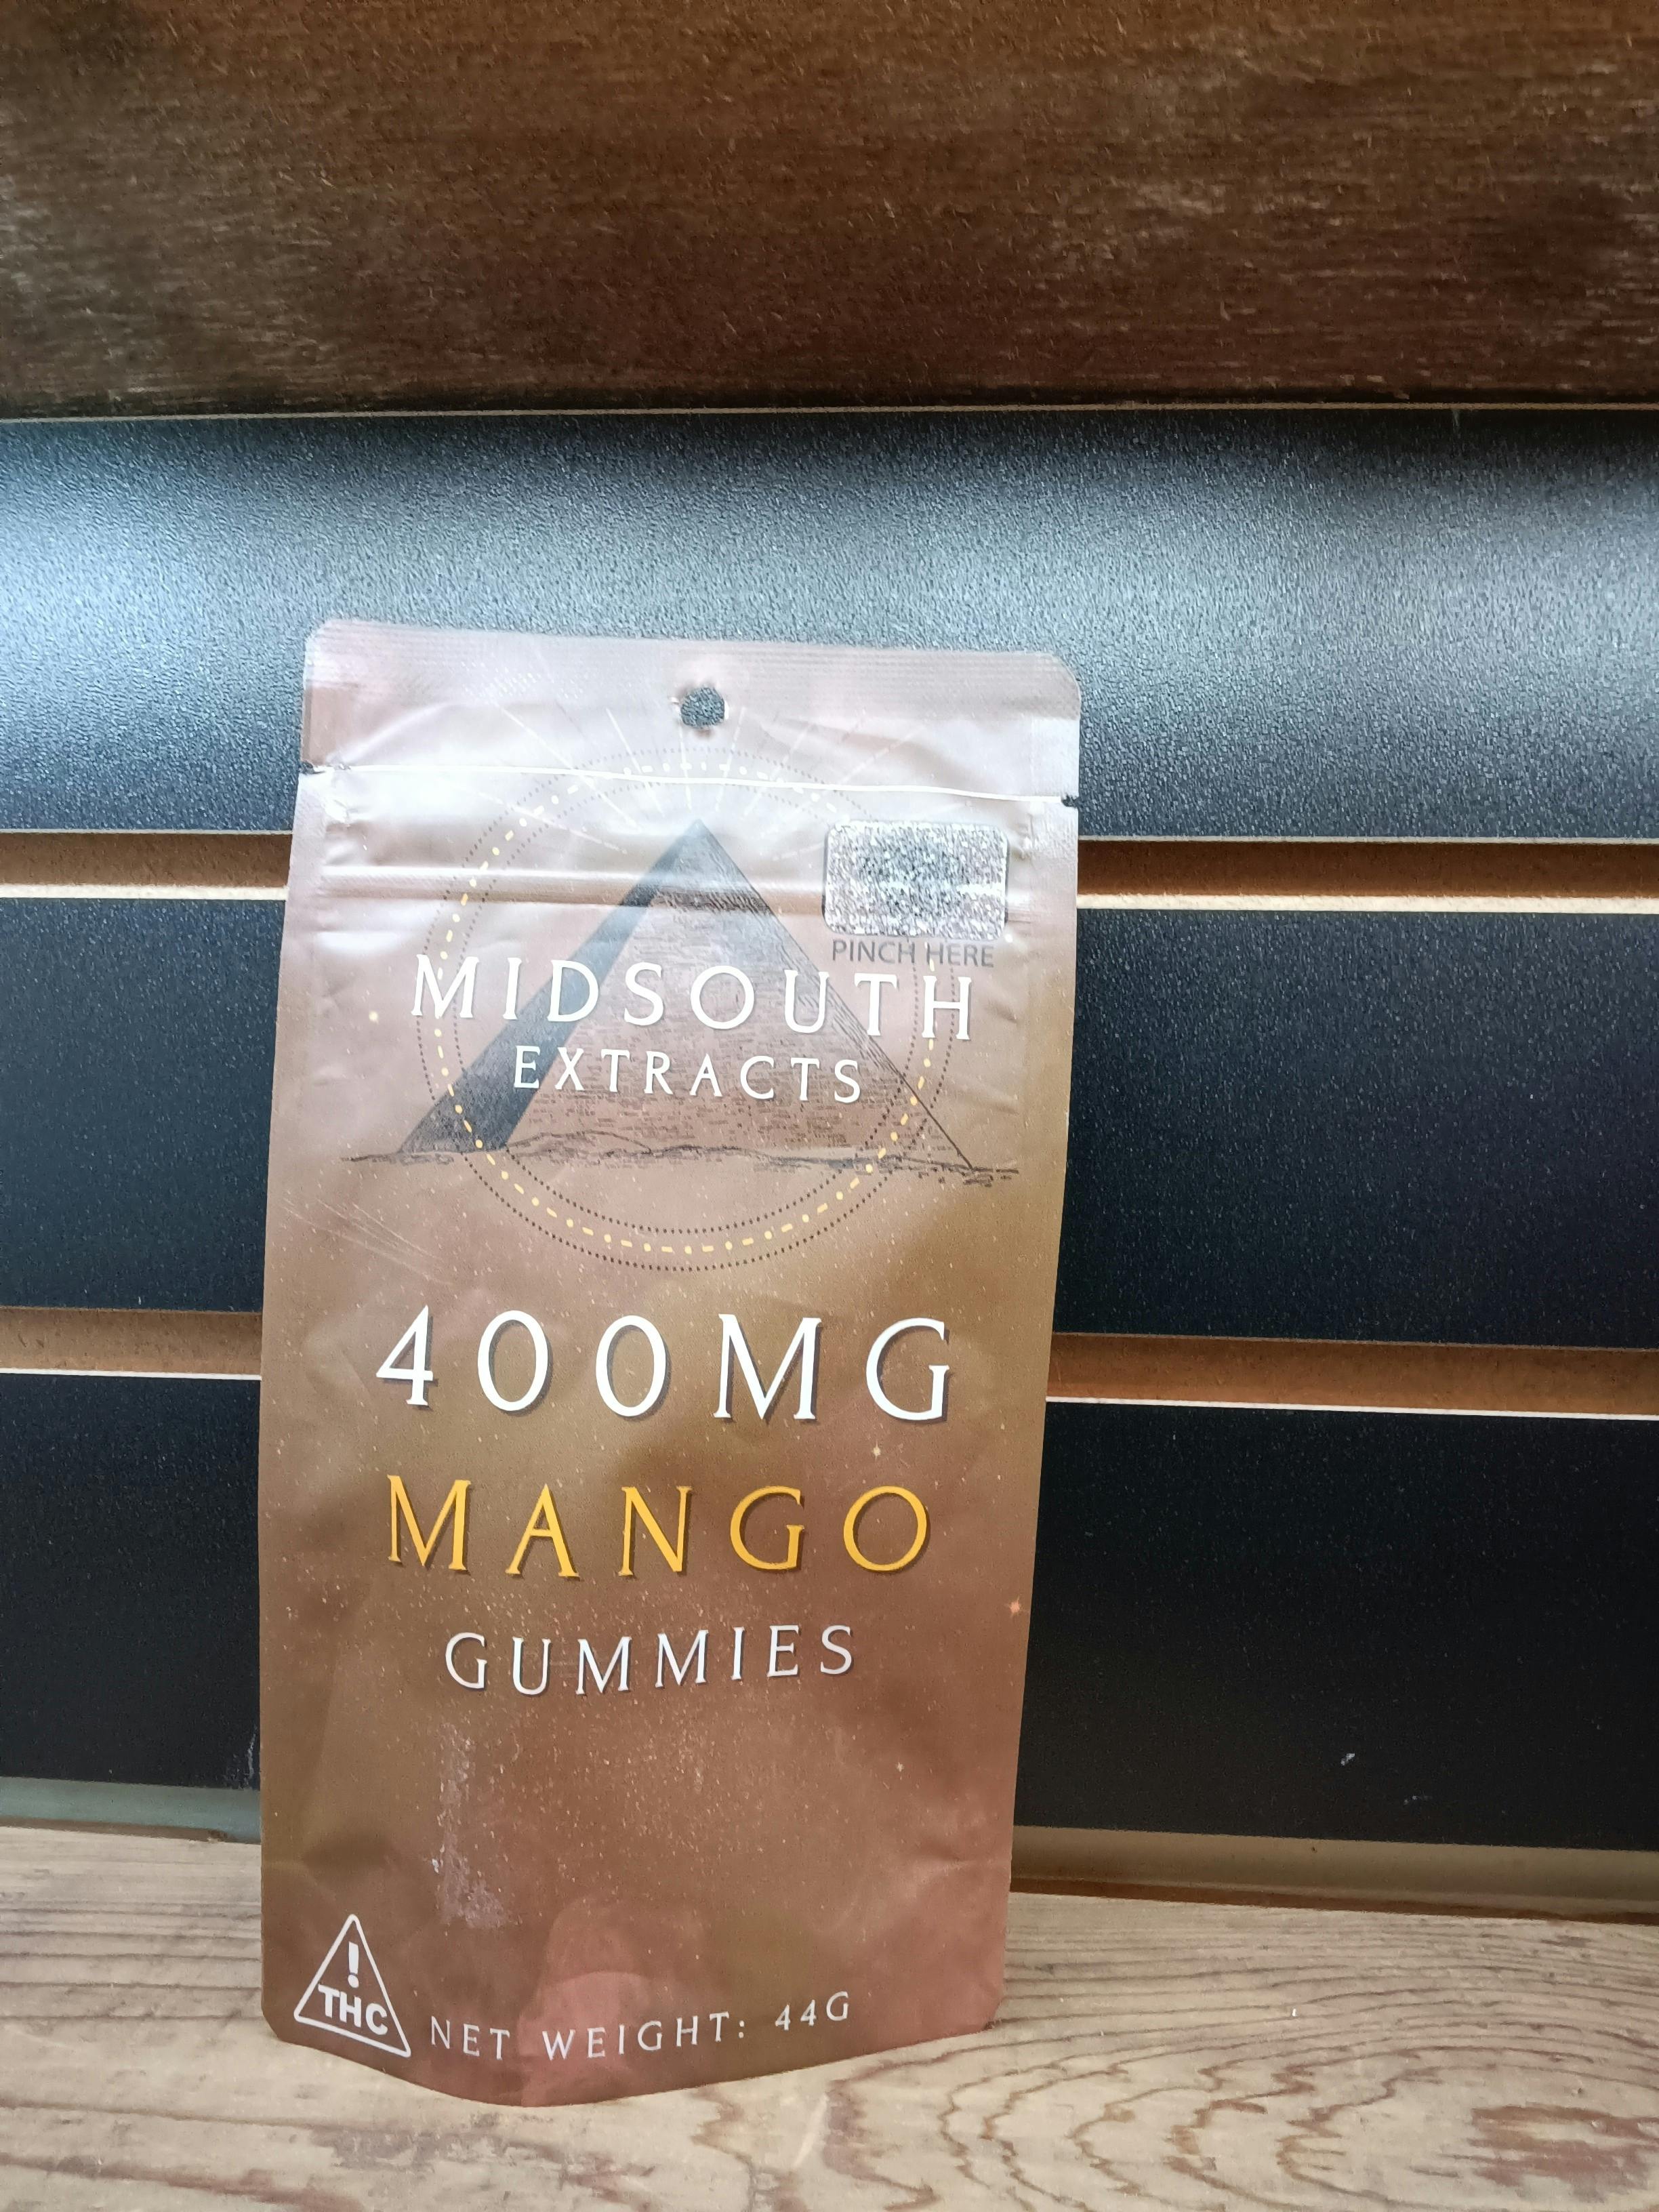 PINCH HERE
MIDSOUTH
EXTRACTS
400MG
MANGO
GUMMIES
!
THC
NET WEIGHT: 44G